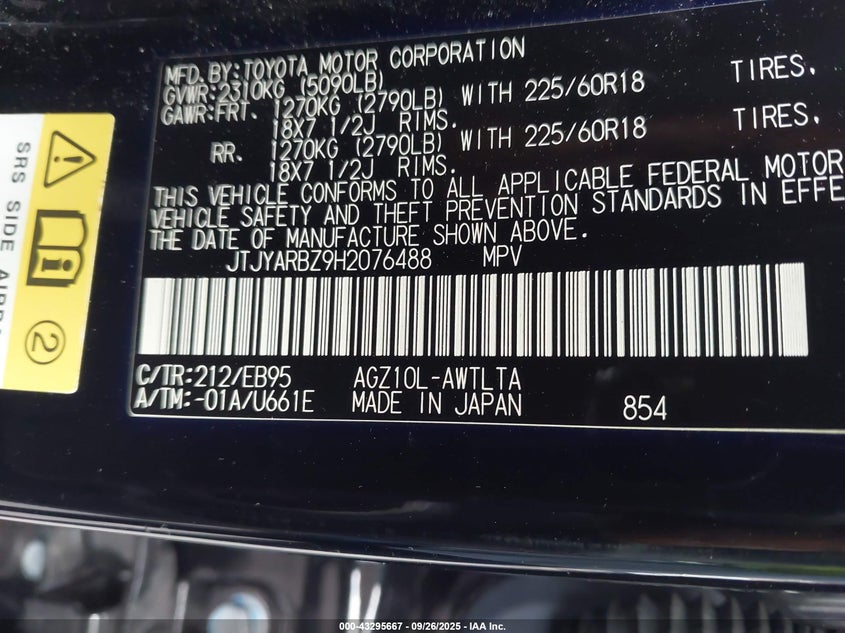 MFD.BY:TOYOTA MOTOR CORPORATION
GVWR:2310KG (5090LB)
GAWR:FRT. 1270KG (2790LB) WITH 225/60R18 TIRES,
18X7 1/2J RIMS.
RR. 1270KG (2790LB) WITH 225/60R18 TIRES,
18X7 1/2J RIMS.
THIS VEHICLE CONFORMS TO ALL APPLICABLE FEDERAL MOTOR
VEHICLE SAFETY AND THEFT PREVENTION STANDARDS IN EFFE
THE DATE OF MANUFACTURE SHOWN ABOVE.
JTJYARBZ9H2076488 MPV
C/TR:212/EB95 AGZ10L-AWTLTA
A/TM:-01A/U661E MADE IN JAPAN 854
SRS SIDE AIRBA
2
000-43295667 - 09/26/2025 - IAA Inc.